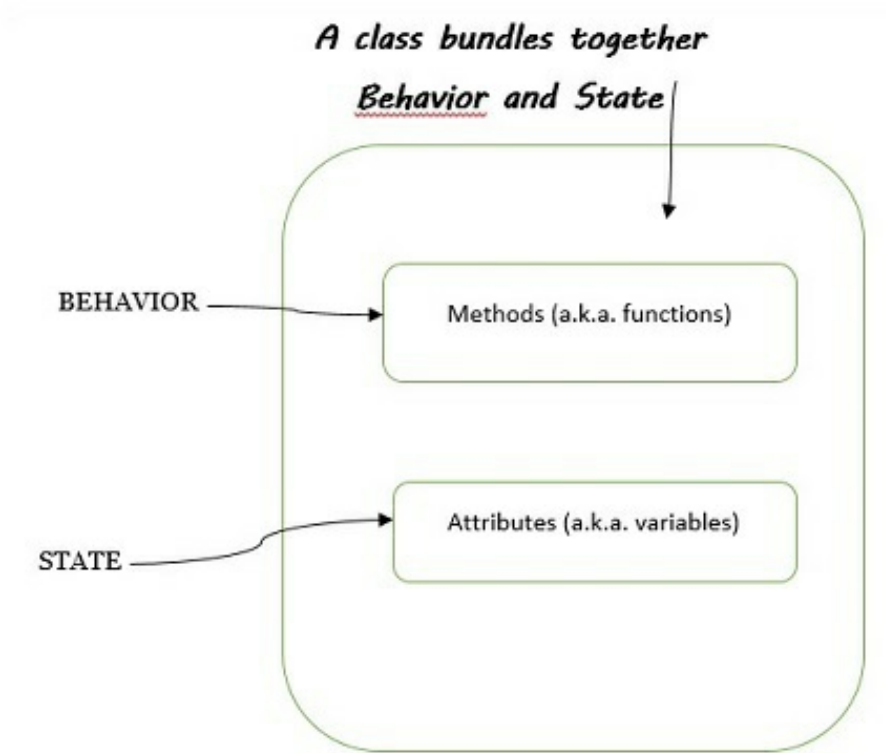 A class bundles together
Behavior and State
BEHAVIOR
Methods (a.k.a. functions)
Attributes (a.k.a. variables)
STATE